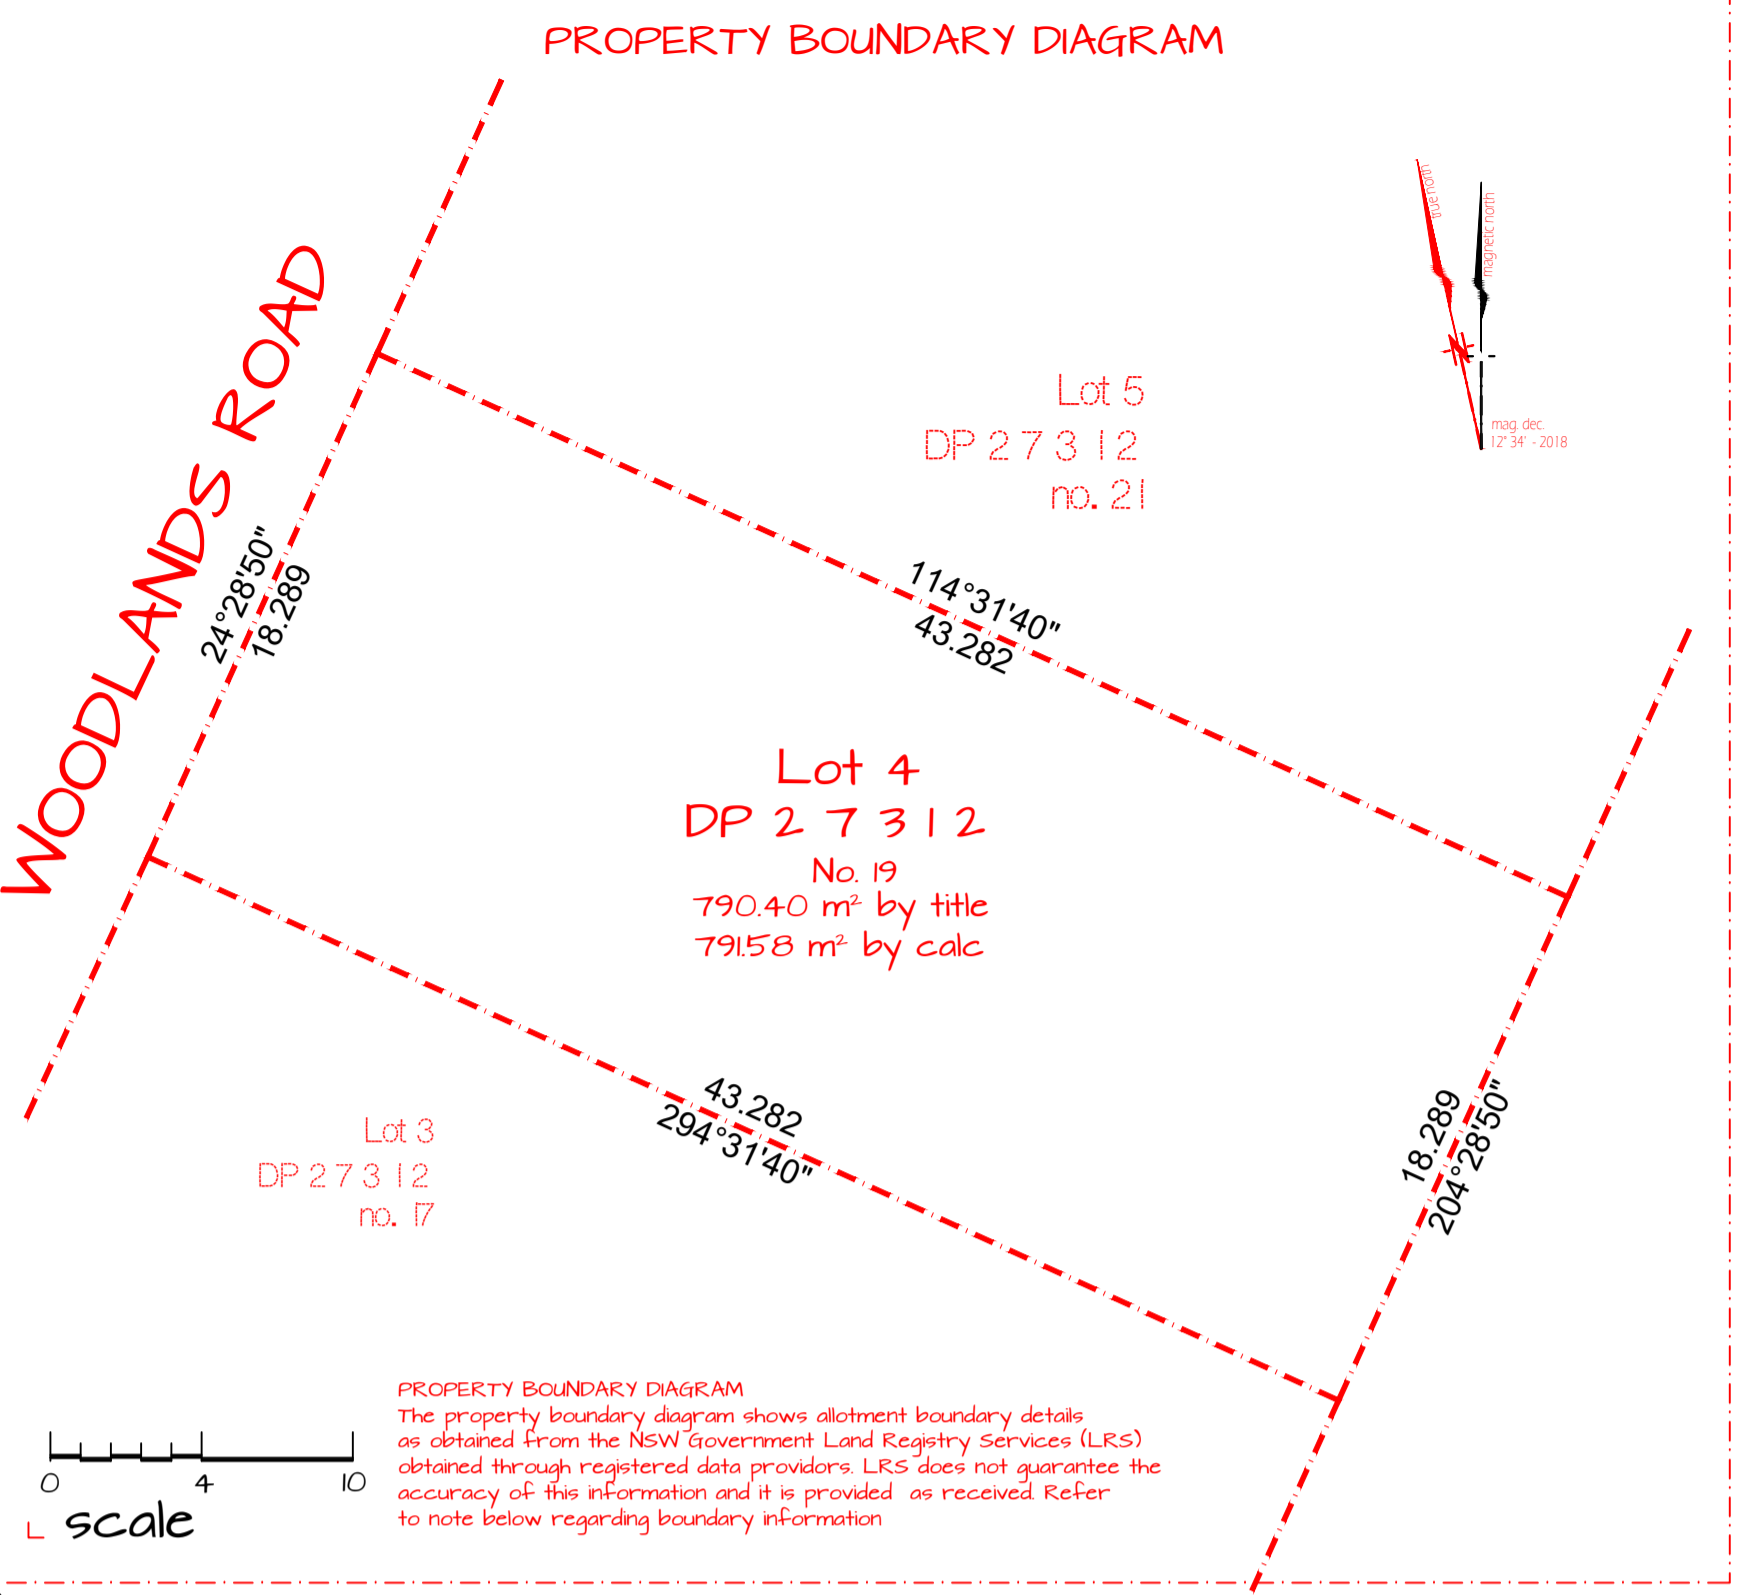 PROPERTY BOUNDARY DIAGRAM
true north
magnetic north
mag. dec.
12° 34' - 2018
WOODLANDS ROAD
24°28'50"
18.289
Lot 5
DP 2 7 3 1 2
no. 21
114°31'40"
43.282
Lot 4
DP 2 7 3 1 2
No. 19
790.40 m² by title
791.58 m² by calc
43.282
294°31'40"
18.289
204°28'50"
Lot 3
DP 2 7 3 1 2
no. 17
0 4 10
L scale
PROPERTY BOUNDARY DIAGRAM
The property boundary diagram shows allotment boundary details
as obtained from the NSW Government Land Registry Services (LRS)
obtained through registered data providors. LRS does not guarantee the
accuracy of this information and it is provided as received. Refer
to note below regarding boundary information